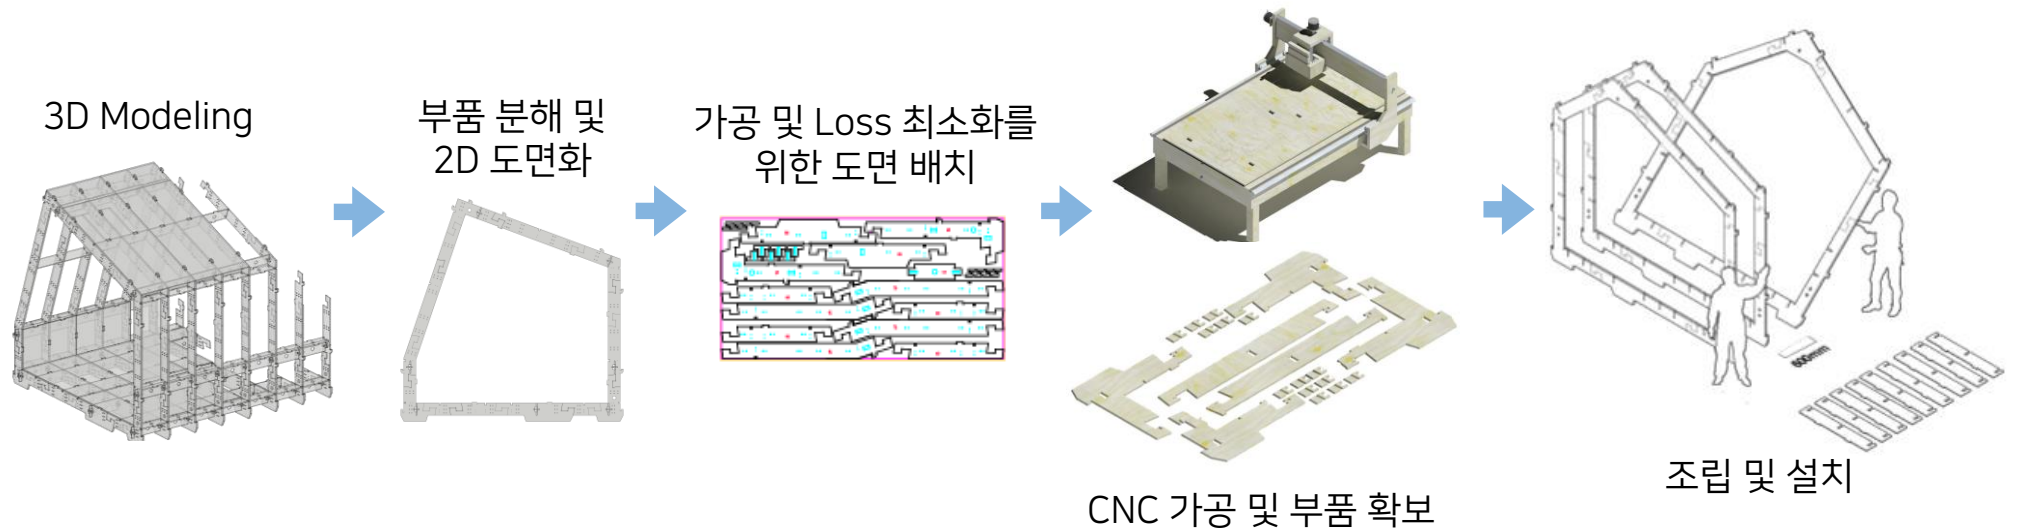 3D Modeling
부품 분해 및
2D 도면화
가공 및 Loss 최소화를
위한 도면 배치
CNC 가공 및 부품 확보
600mm
조립 및 설치